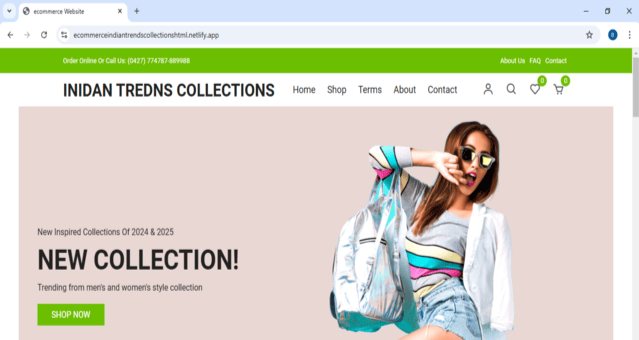 ecommerce Website
ecommerceindiantrendscollectionshtml.netlify.app
B
Order Online Or Call Us: (0427) 774787-889988
About Us FAQ Contact
INIDAN TREDNS COLLECTIONS
Home Shop Terms About Contact
0
0
New Inspired Collections Of 2024 & 2025
NEW COLLECTION!
Trending from men's and women's style collection
SHOP NOW